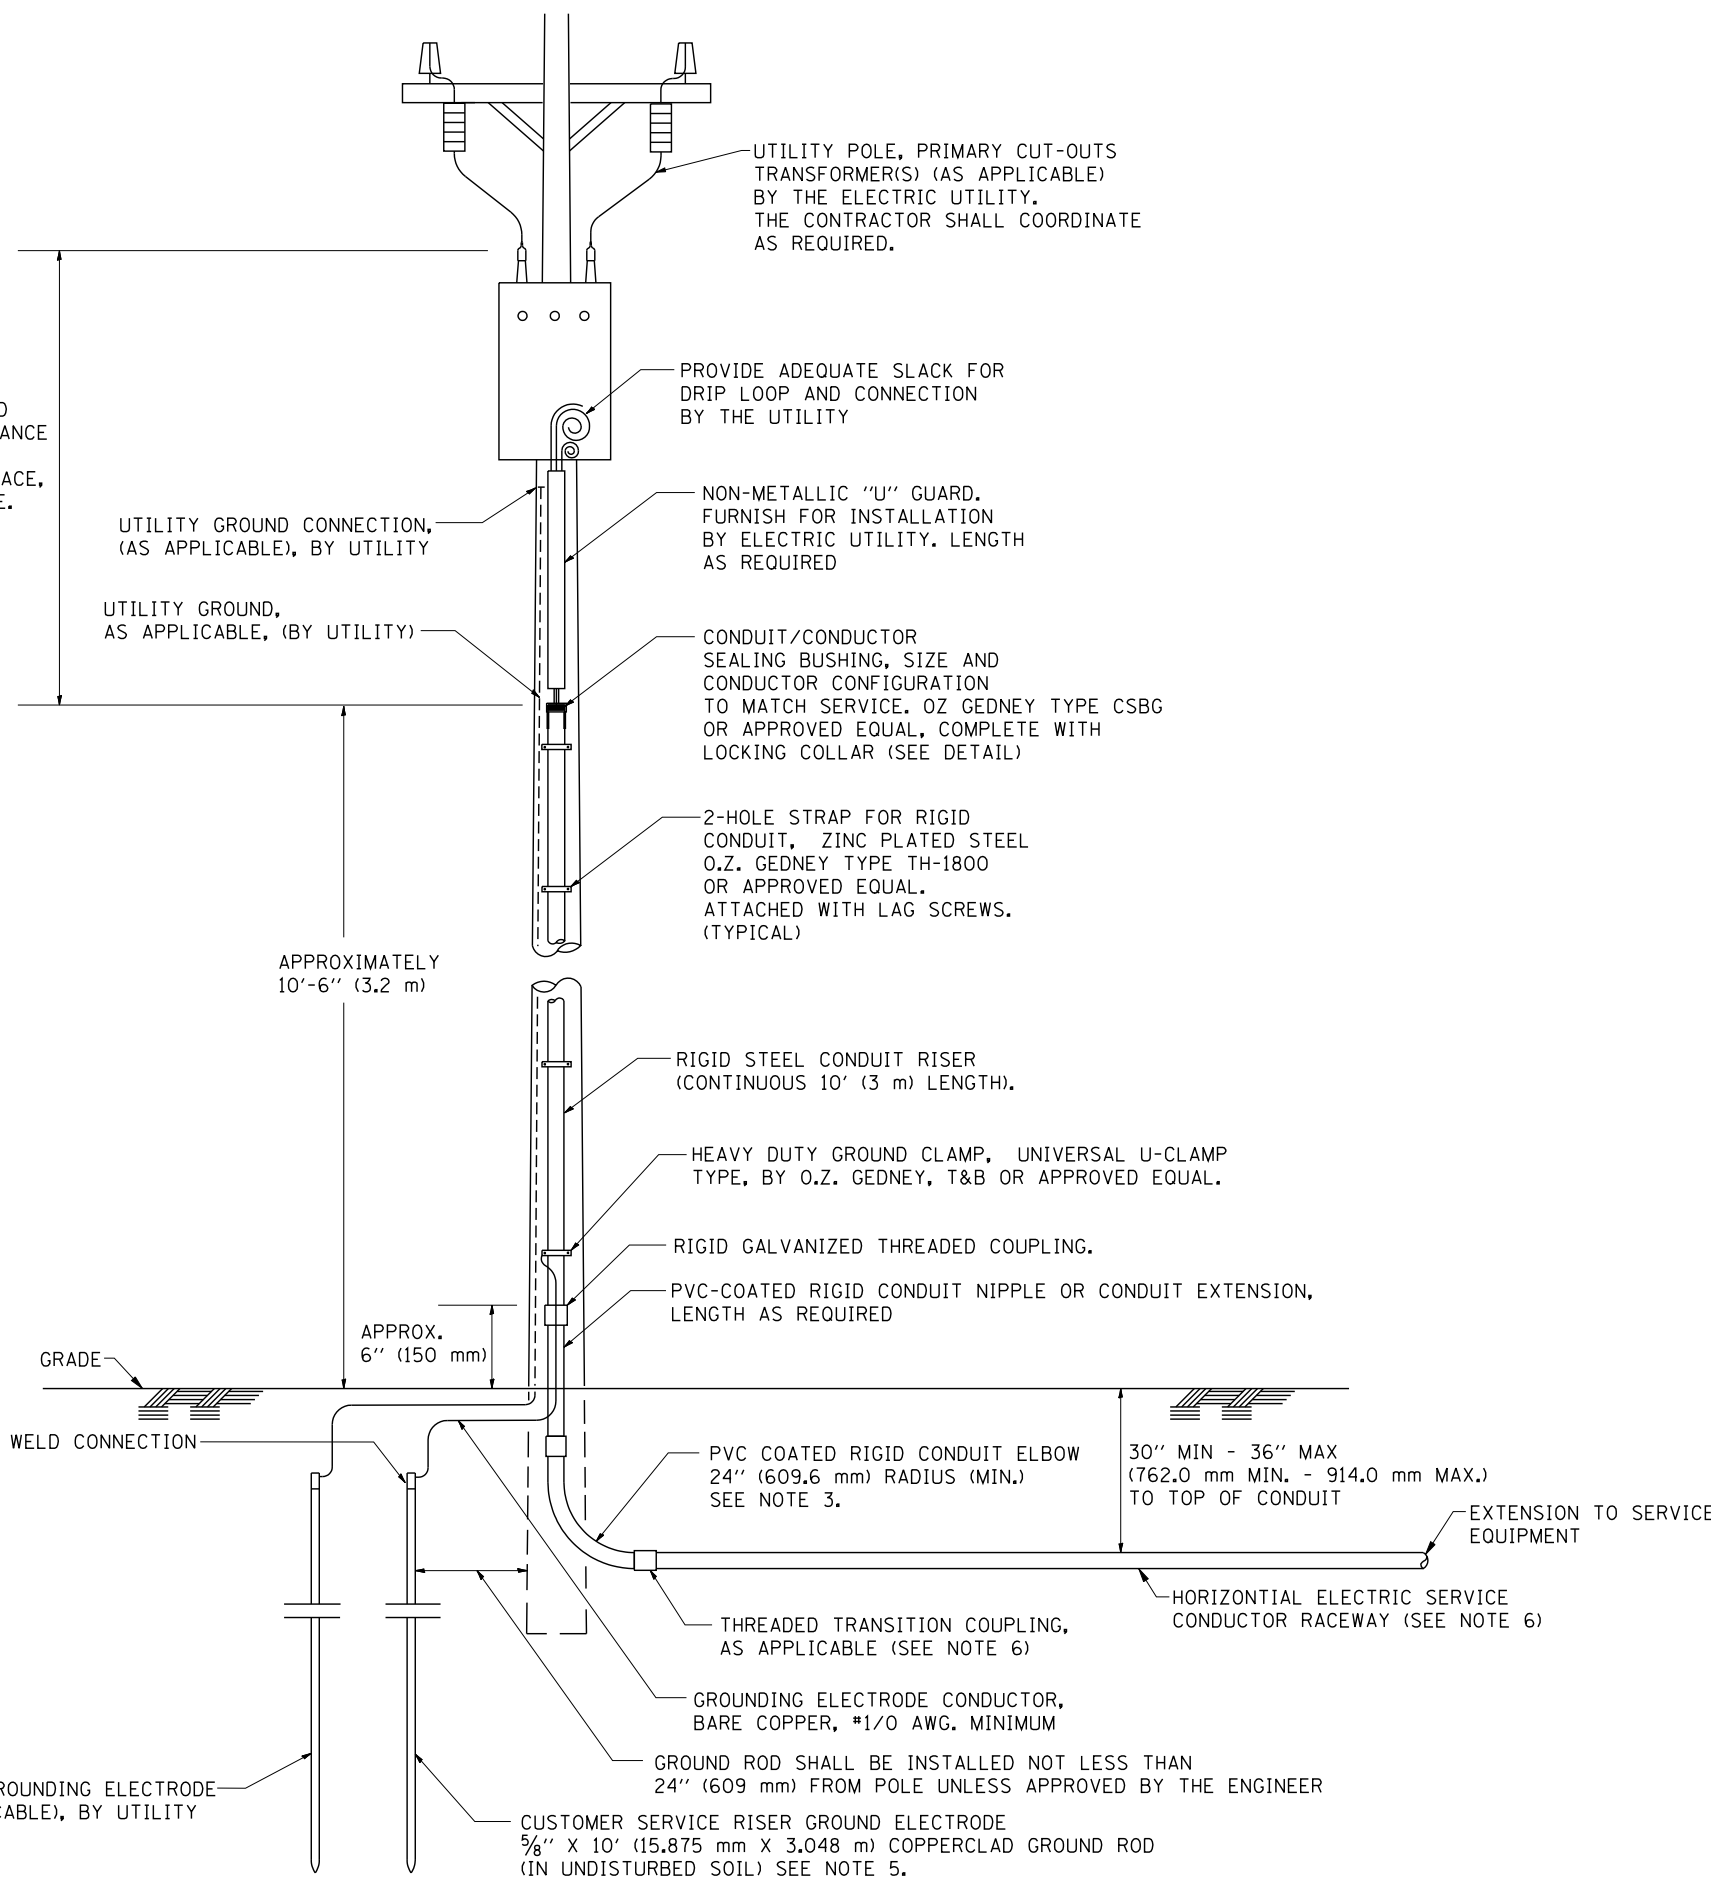 UTILITY POLE, PRIMARY CUT-OUTS
TRANSFORMER(S) (AS APPLICABLE)
BY THE ELECTRIC UTILITY.
THE CONTRACTOR SHALL COORDINATE
AS REQUIRED.
PROVIDE ADEQUATE SLACK FOR
DRIP LOOP AND CONNECTION
BY THE UTILITY
NON-METALLIC "U" GUARD.
FURNISH FOR INSTALLATION
BY ELECTRIC UTILITY. LENGTH
AS REQUIRED
UTILITY GROUND CONNECTION,
(AS APPLICABLE), BY UTILITY
UTILITY GROUND,
AS APPLICABLE, (BY UTILITY)
CONDUIT/CONDUCTOR
SEALING BUSHING, SIZE AND
CONDUCTOR CONFIGURATION
TO MATCH SERVICE. OZ GEDNEY TYPE CSBG
OR APPROVED EQUAL, COMPLETE WITH
LOCKING COLLAR (SEE DETAIL)
2-HOLE STRAP FOR RIGID
CONDUIT, ZINC PLATED STEEL
O.Z. GEDNEY TYPE TH-1800
OR APPROVED EQUAL.
ATTACHED WITH LAG SCREWS.
(TYPICAL)
APPROXIMATELY
10'-6" (3.2 m)
RIGID STEEL CONDUIT RISER
(CONTINUOUS 10' (3 m) LENGTH).
HEAVY DUTY GROUND CLAMP, UNIVERSAL U-CLAMP
TYPE, BY O.Z. GEDNEY, T&B OR APPROVED EQUAL.
RIGID GALVANIZED THREADED COUPLING.
PVC-COATED RIGID CONDUIT NIPPLE OR CONDUIT EXTENSION,
LENGTH AS REQUIRED
APPROX.
6" (150 mm)
GRADE
WELD CONNECTION
PVC COATED RIGID CONDUIT ELBOW
24" (609.6 mm) RADIUS (MIN.)
SEE NOTE 3.
30" MIN - 36" MAX
(762.0 mm MIN. - 914.0 mm MAX.)
TO TOP OF CONDUIT
EXTENSION TO SERVICE
EQUIPMENT
HORIZONTIAL ELECTRIC SERVICE
CONDUCTOR RACEWAY (SEE NOTE 6)
THREADED TRANSITION COUPLING,
AS APPLICABLE (SEE NOTE 6)
GROUNDING ELECTRODE CONDUCTOR,
BARE COPPER, #1/0 AWG. MINIMUM
GROUND ROD SHALL BE INSTALLED NOT LESS THAN
24" (609 mm) FROM POLE UNLESS APPROVED BY THE ENGINEER
ELECTRODE
BY UTILITY
CUSTOMER SERVICE RISER GROUND ELECTRODE
5/8" X 10' (15.875 mm X 3.048 m) COPPERCLAD GROUND ROD
(IN UNDISTURBED SOIL) SEE NOTE 5.